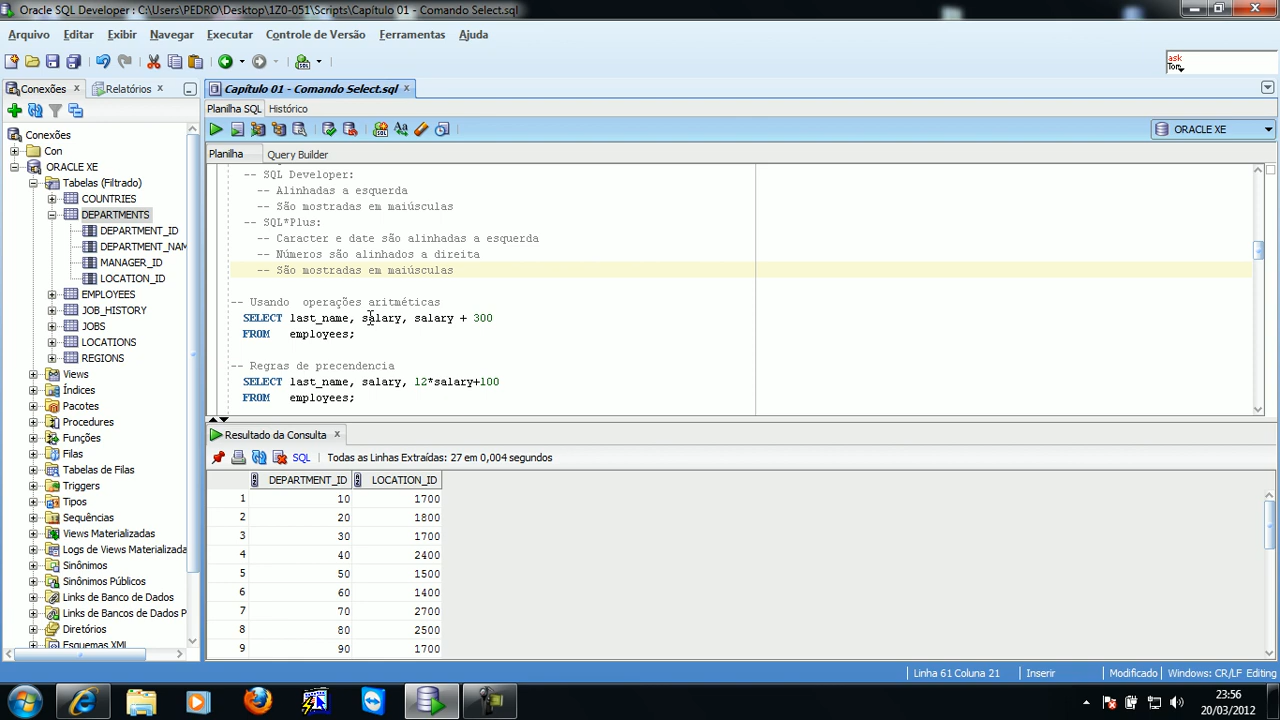 Oracle SQL Developer : C:\Users\PEDRO\Desktop\1Z0-051\Scripts\Capítulo 01 - Comando Select.sql
Arquivo Editar Exibir Navegar Executar Controle de Versão Ferramentas Ajuda
ask
Tom
Conexões
Relatórios
Capítulo 01 - Comando Select.sql
Planilha SQL Histórico
ORACLE XE
Planilha Query Builder
Conexões
Con
ORACLE XE
Tabelas (Filtrado)
COUNTRIES
DEPARTMENTS
DEPARTMENT_ID
DEPARTMENT_NAM
MANAGER_ID
LOCATION_ID
EMPLOYEES
JOB_HISTORY
JOBS
LOCATIONS
REGIONS
Views
Índices
Pacotes
Procedures
Funções
Filas
Tabelas de Filas
Triggers
Tipos
Sequências
Views Materializadas
Logs de Views Materializada
Sinônimos
Sinônimos Públicos
Links de Banco de Dados
Links de Bancos de Dados P
Diretórios
Esquemas XML
-- SQL Developer:
-- Alinhadas a esquerda
-- São mostradas em maiúsculas
-- SQL*Plus:
-- Caracter e date são alinhadas a esquerda
-- Números são alinhados a direita
-- São mostradas em maiúsculas
-- Usando operações aritméticas
SELECT last_name, salary, salary + 300
FROM employees;
-- Regras de precendencia
SELECT last_name, salary, 12*salary+100
FROM employees;
Resultado da Consulta
SQL Todas as Linhas Extraídas: 27 em 0,004 segundos
DEPARTMENT_ID LOCATION_ID
1 10 1700
2 20 1800
3 30 1700
4 40 2400
5 50 1500
6 60 1400
7 70 2700
8 80 2500
9 90 1700
Linha 61 Coluna 21 Inserir Modificado Windows: CR/LF Editing
23:56
20/03/2012